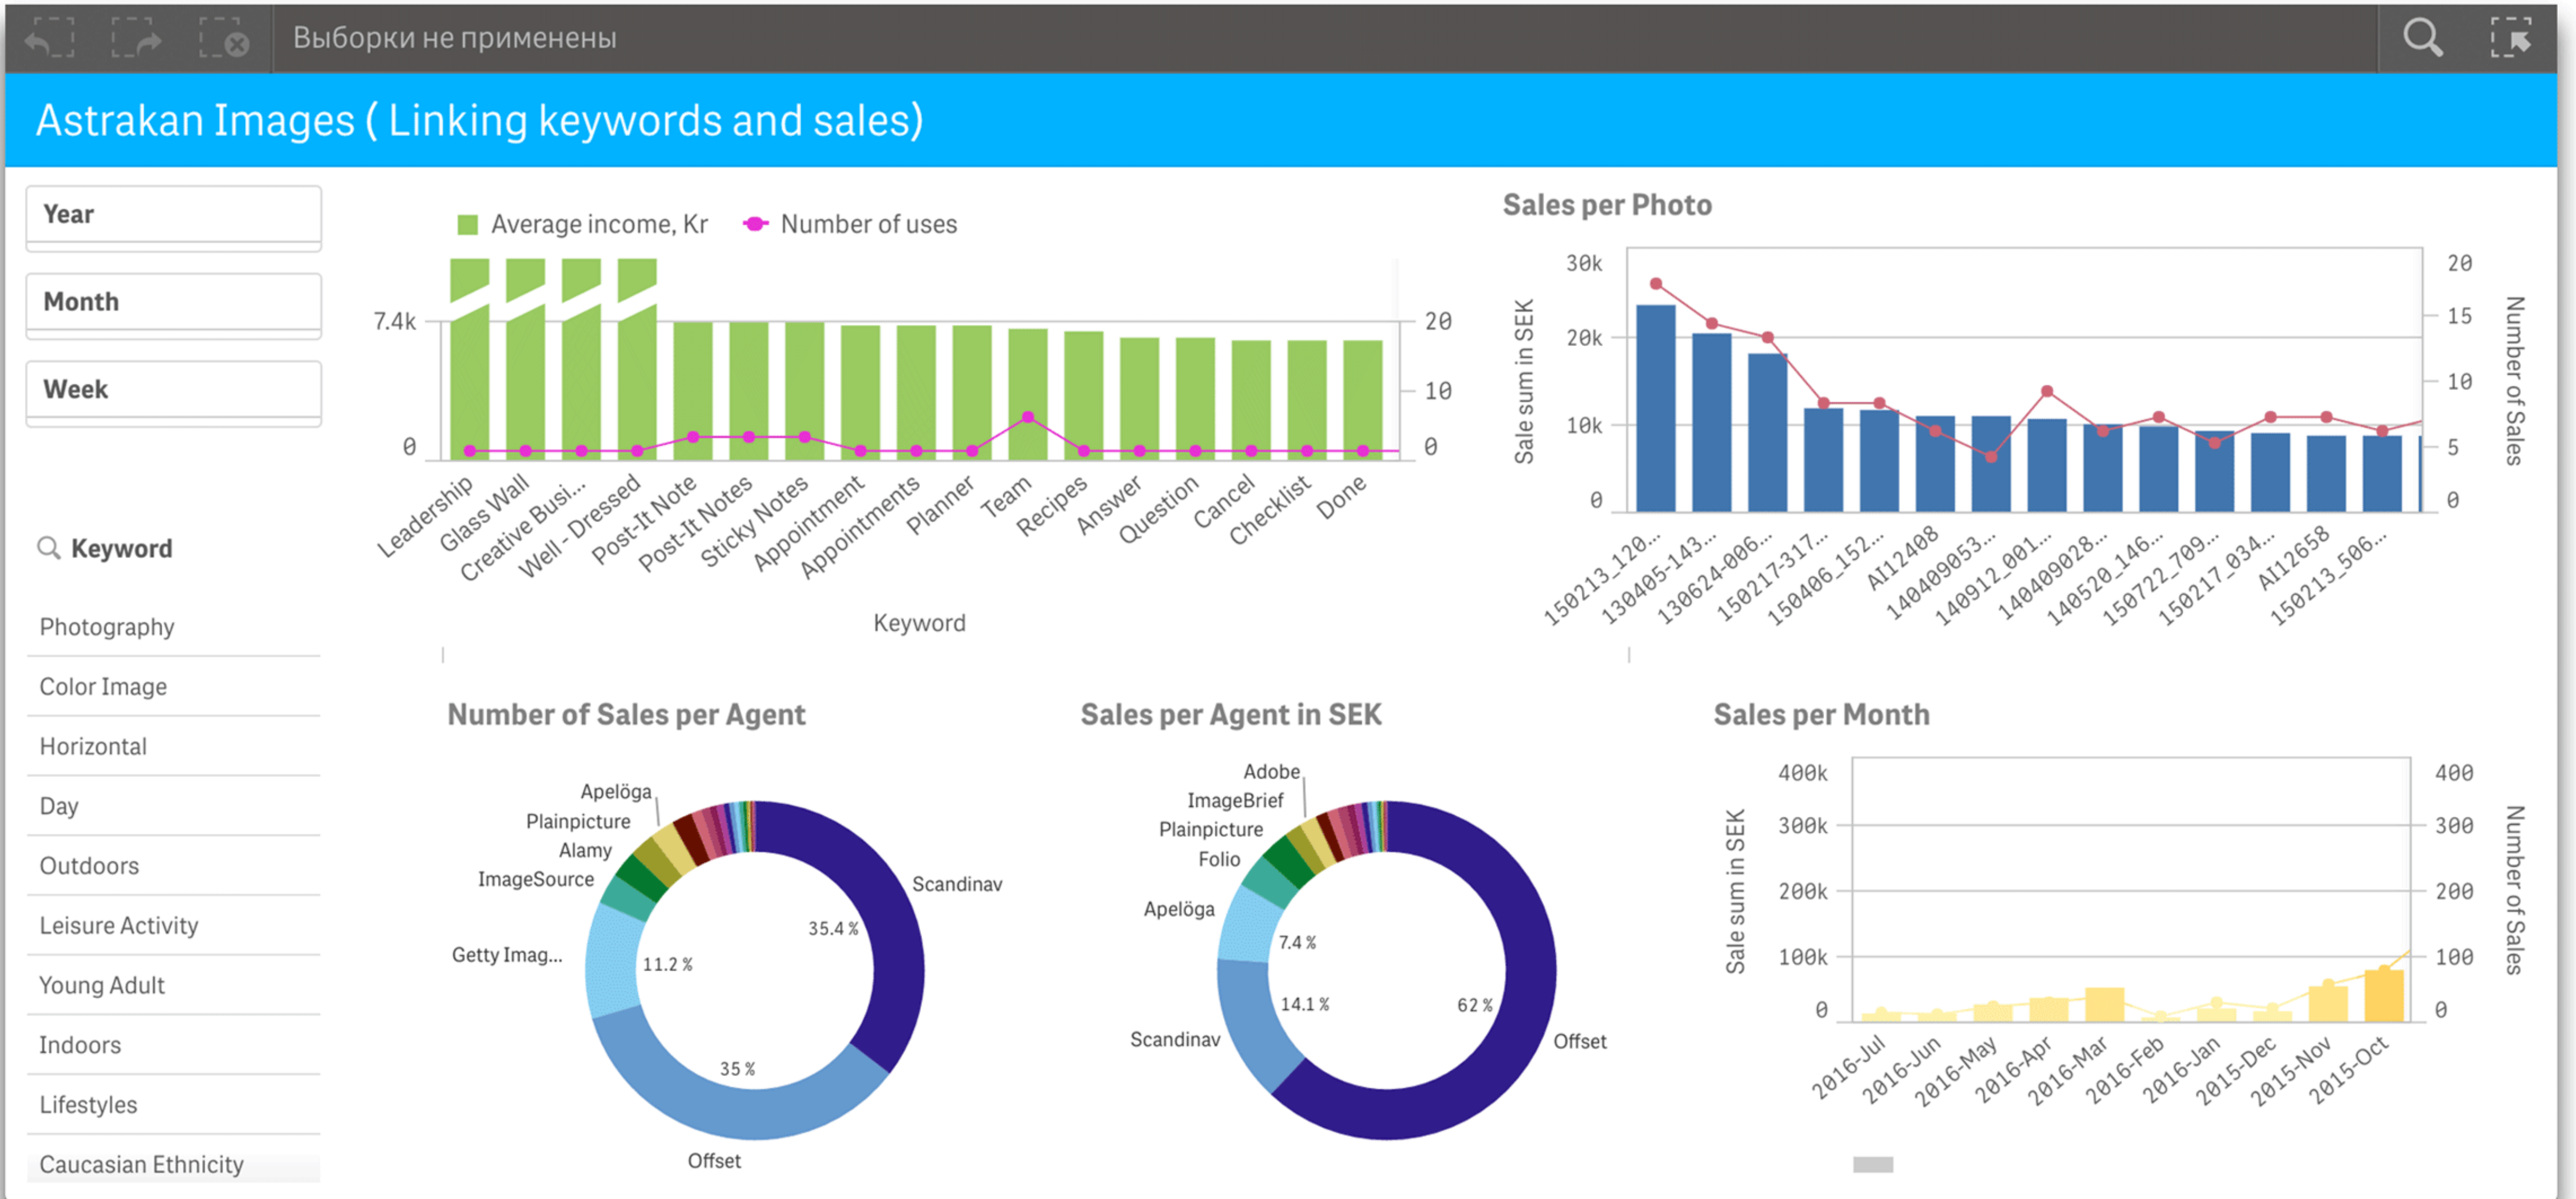 Выборки не применены
Astrakan Images ( Linking keywords and sales)
Year
Month
Week
Keyword
Photography
Color Image
Horizontal
Day
Outdoors
Leisure Activity
Young Adult
Indoors
Lifestyles
Caucasian Ethnicity
Average income, Kr
Number of uses
7.4k
0
20
10
0
Leadership
Glass Wall
Creative Busi...
Well - Dressed
Post-It Note
Post-It Notes
Sticky Notes
Appointment
Appointments
Planner
Team
Recipes
Answer
Question
Cancel
Checklist
Done
Keyword
Sales per Photo
Sale sum in SEK
30k
20k
10k
0
20
15
10
5
0
Number of Sales
150213_120...
130405-143...
130624-006...
150217-317...
150406_152...
AI12408
140409053...
140912_001...
140409028...
140520_146...
150722_709...
150217_034...
AI12658
150213_506...
Number of Sales per Agent
Apelöga
Plainpicture
Alamy
ImageSource
Getty Imag...
Scandinav
Offset
35.4 %
11.2 %
35 %
Sales per Agent in SEK
Adobe
ImageBrief
Plainpicture
Folio
Apelöga
Scandinav
Offset
7.4 %
14.1 %
62 %
Sales per Month
Sale sum in SEK
400k
300k
200k
100k
0
400
300
200
100
0
Number of Sales
2016-Jul
2016-Jun
2016-May
2016-Apr
2016-Mar
2016-Feb
2016-Jan
2015-Dec
2015-Nov
2015-Oct